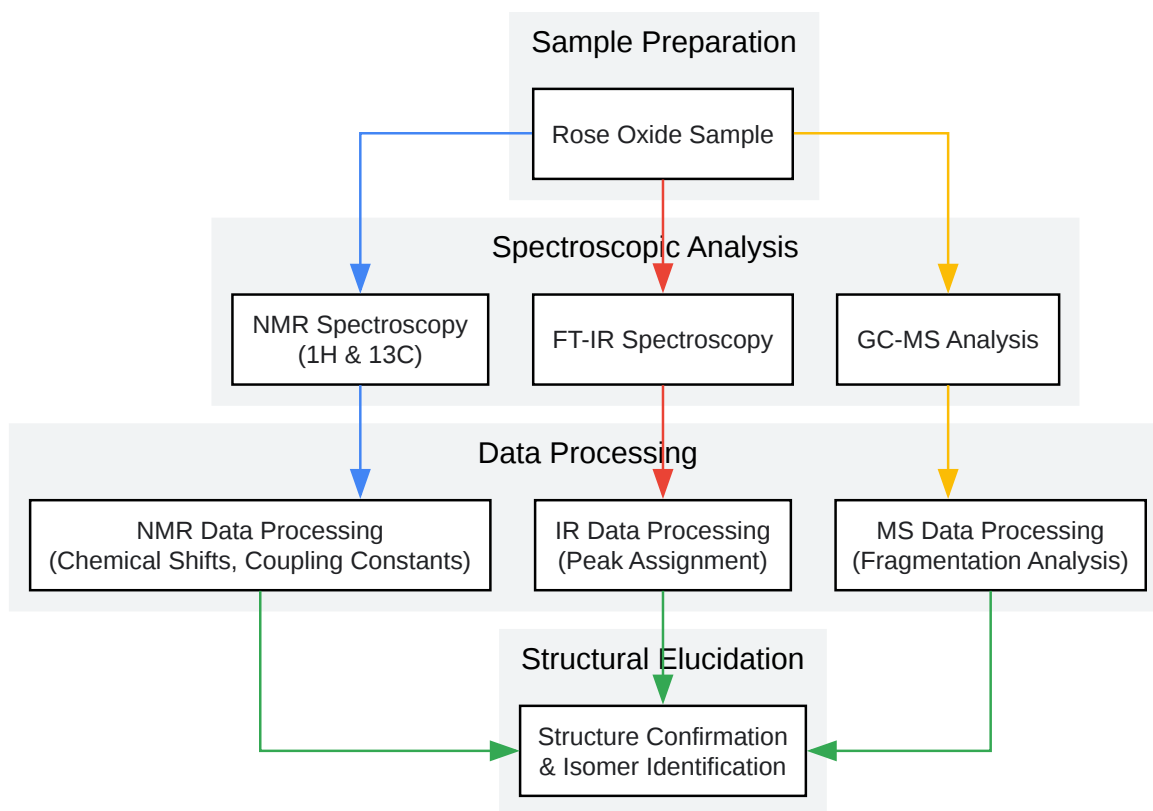 Sample Preparation
Rose Oxide Sample
Spectroscopic Analysis
NMR Spectroscopy
(1H & 13C)
FT-IR Spectroscopy
GC-MS Analysis
Data Processing
NMR Data Processing
(Chemical Shifts, Coupling Constants)
IR Data Processing
(Peak Assignment)
MS Data Processing
(Fragmentation Analysis)
Structural Elucidation
Structure Confirmation
& Isomer Identification